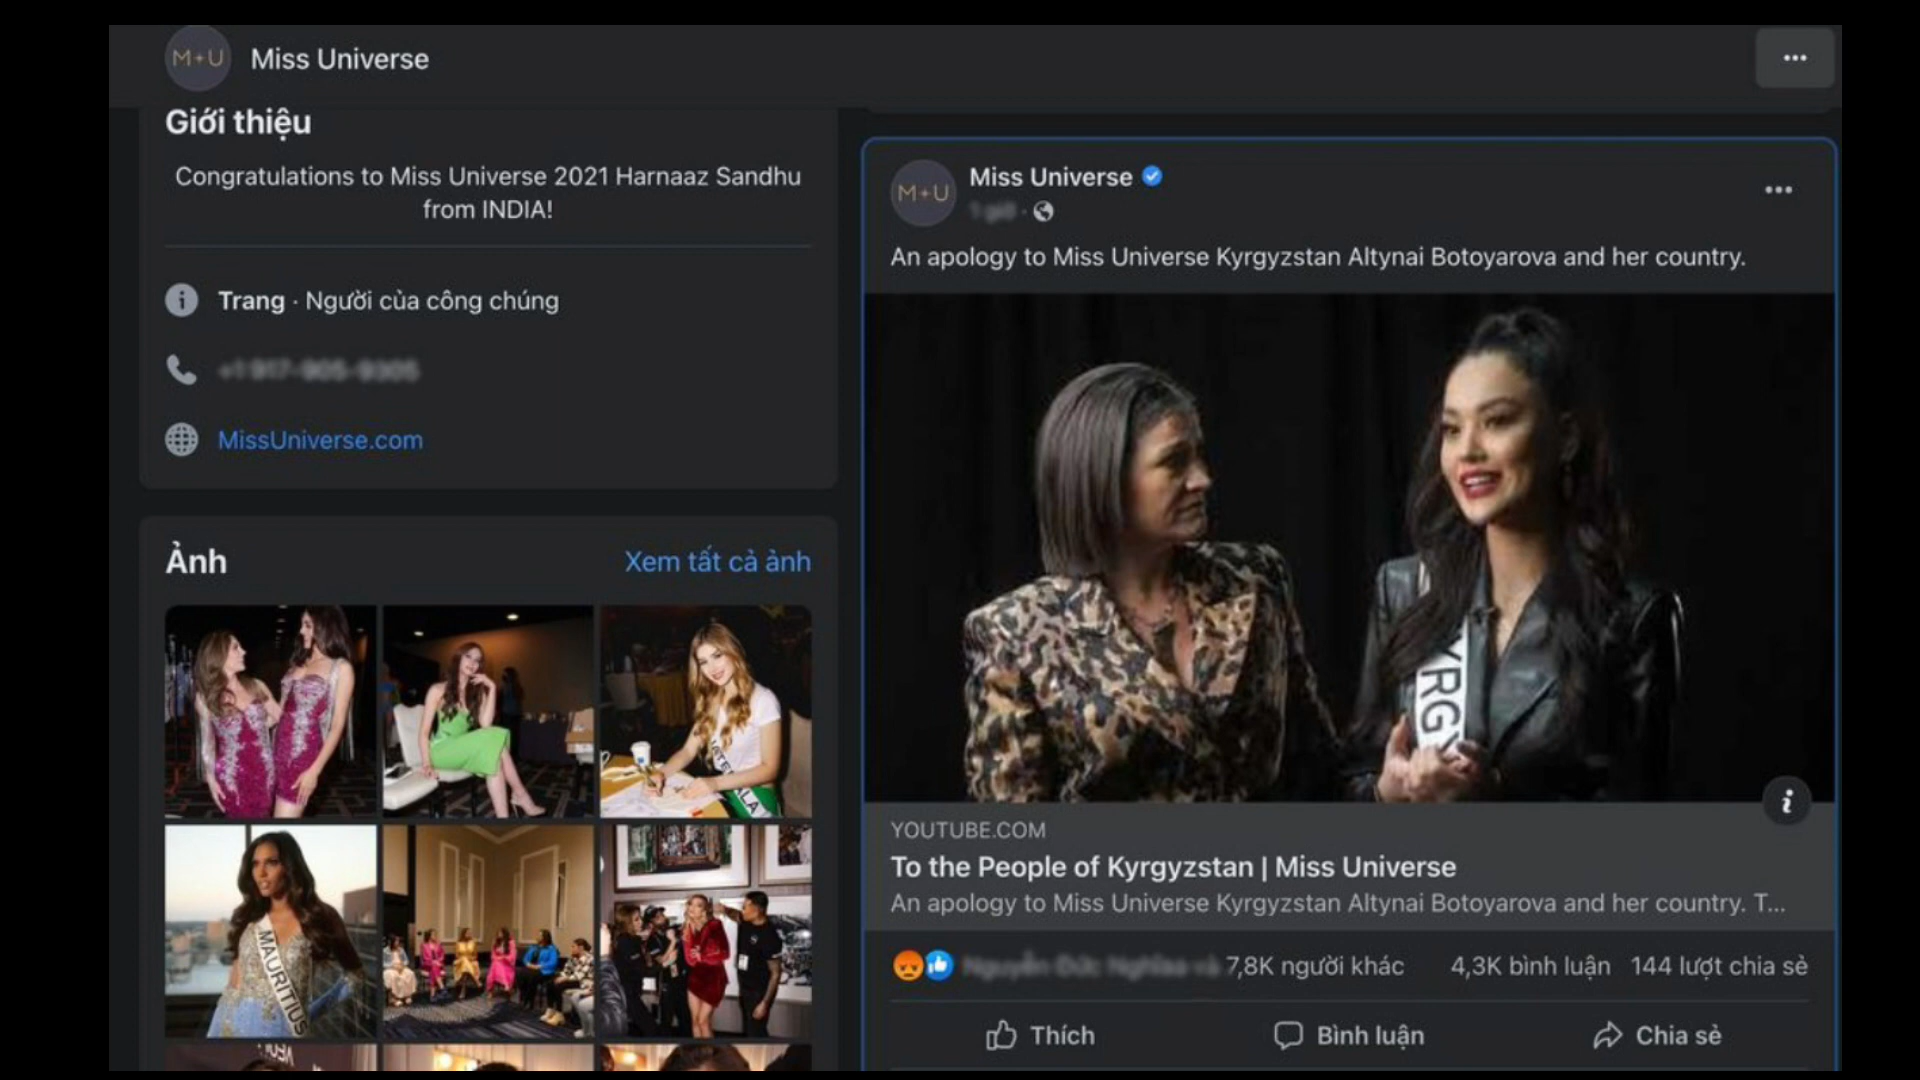 M+U
Miss Universe
Giới thiệu
Congratulations to Miss Universe 2021 Harnaaz Sandhu
from INDIA!
Trang · Người của công chúng
MissUniverse.com
Ảnh
Xem tất cả ảnh
MAURITIUS
M+U
Miss Universe
An apology to Miss Universe Kyrgyzstan Altynai Botoyarova and her country.
YRGY
YOUTUBE.COM
To the People of Kyrgyzstan | Miss Universe
An apology to Miss Universe Kyrgyzstan Altynai Botoyarova and her country. T...
7,8K người khác
4,3K bình luận
144 lượt chia sẻ
Thích
Bình luận
Chia sẻ